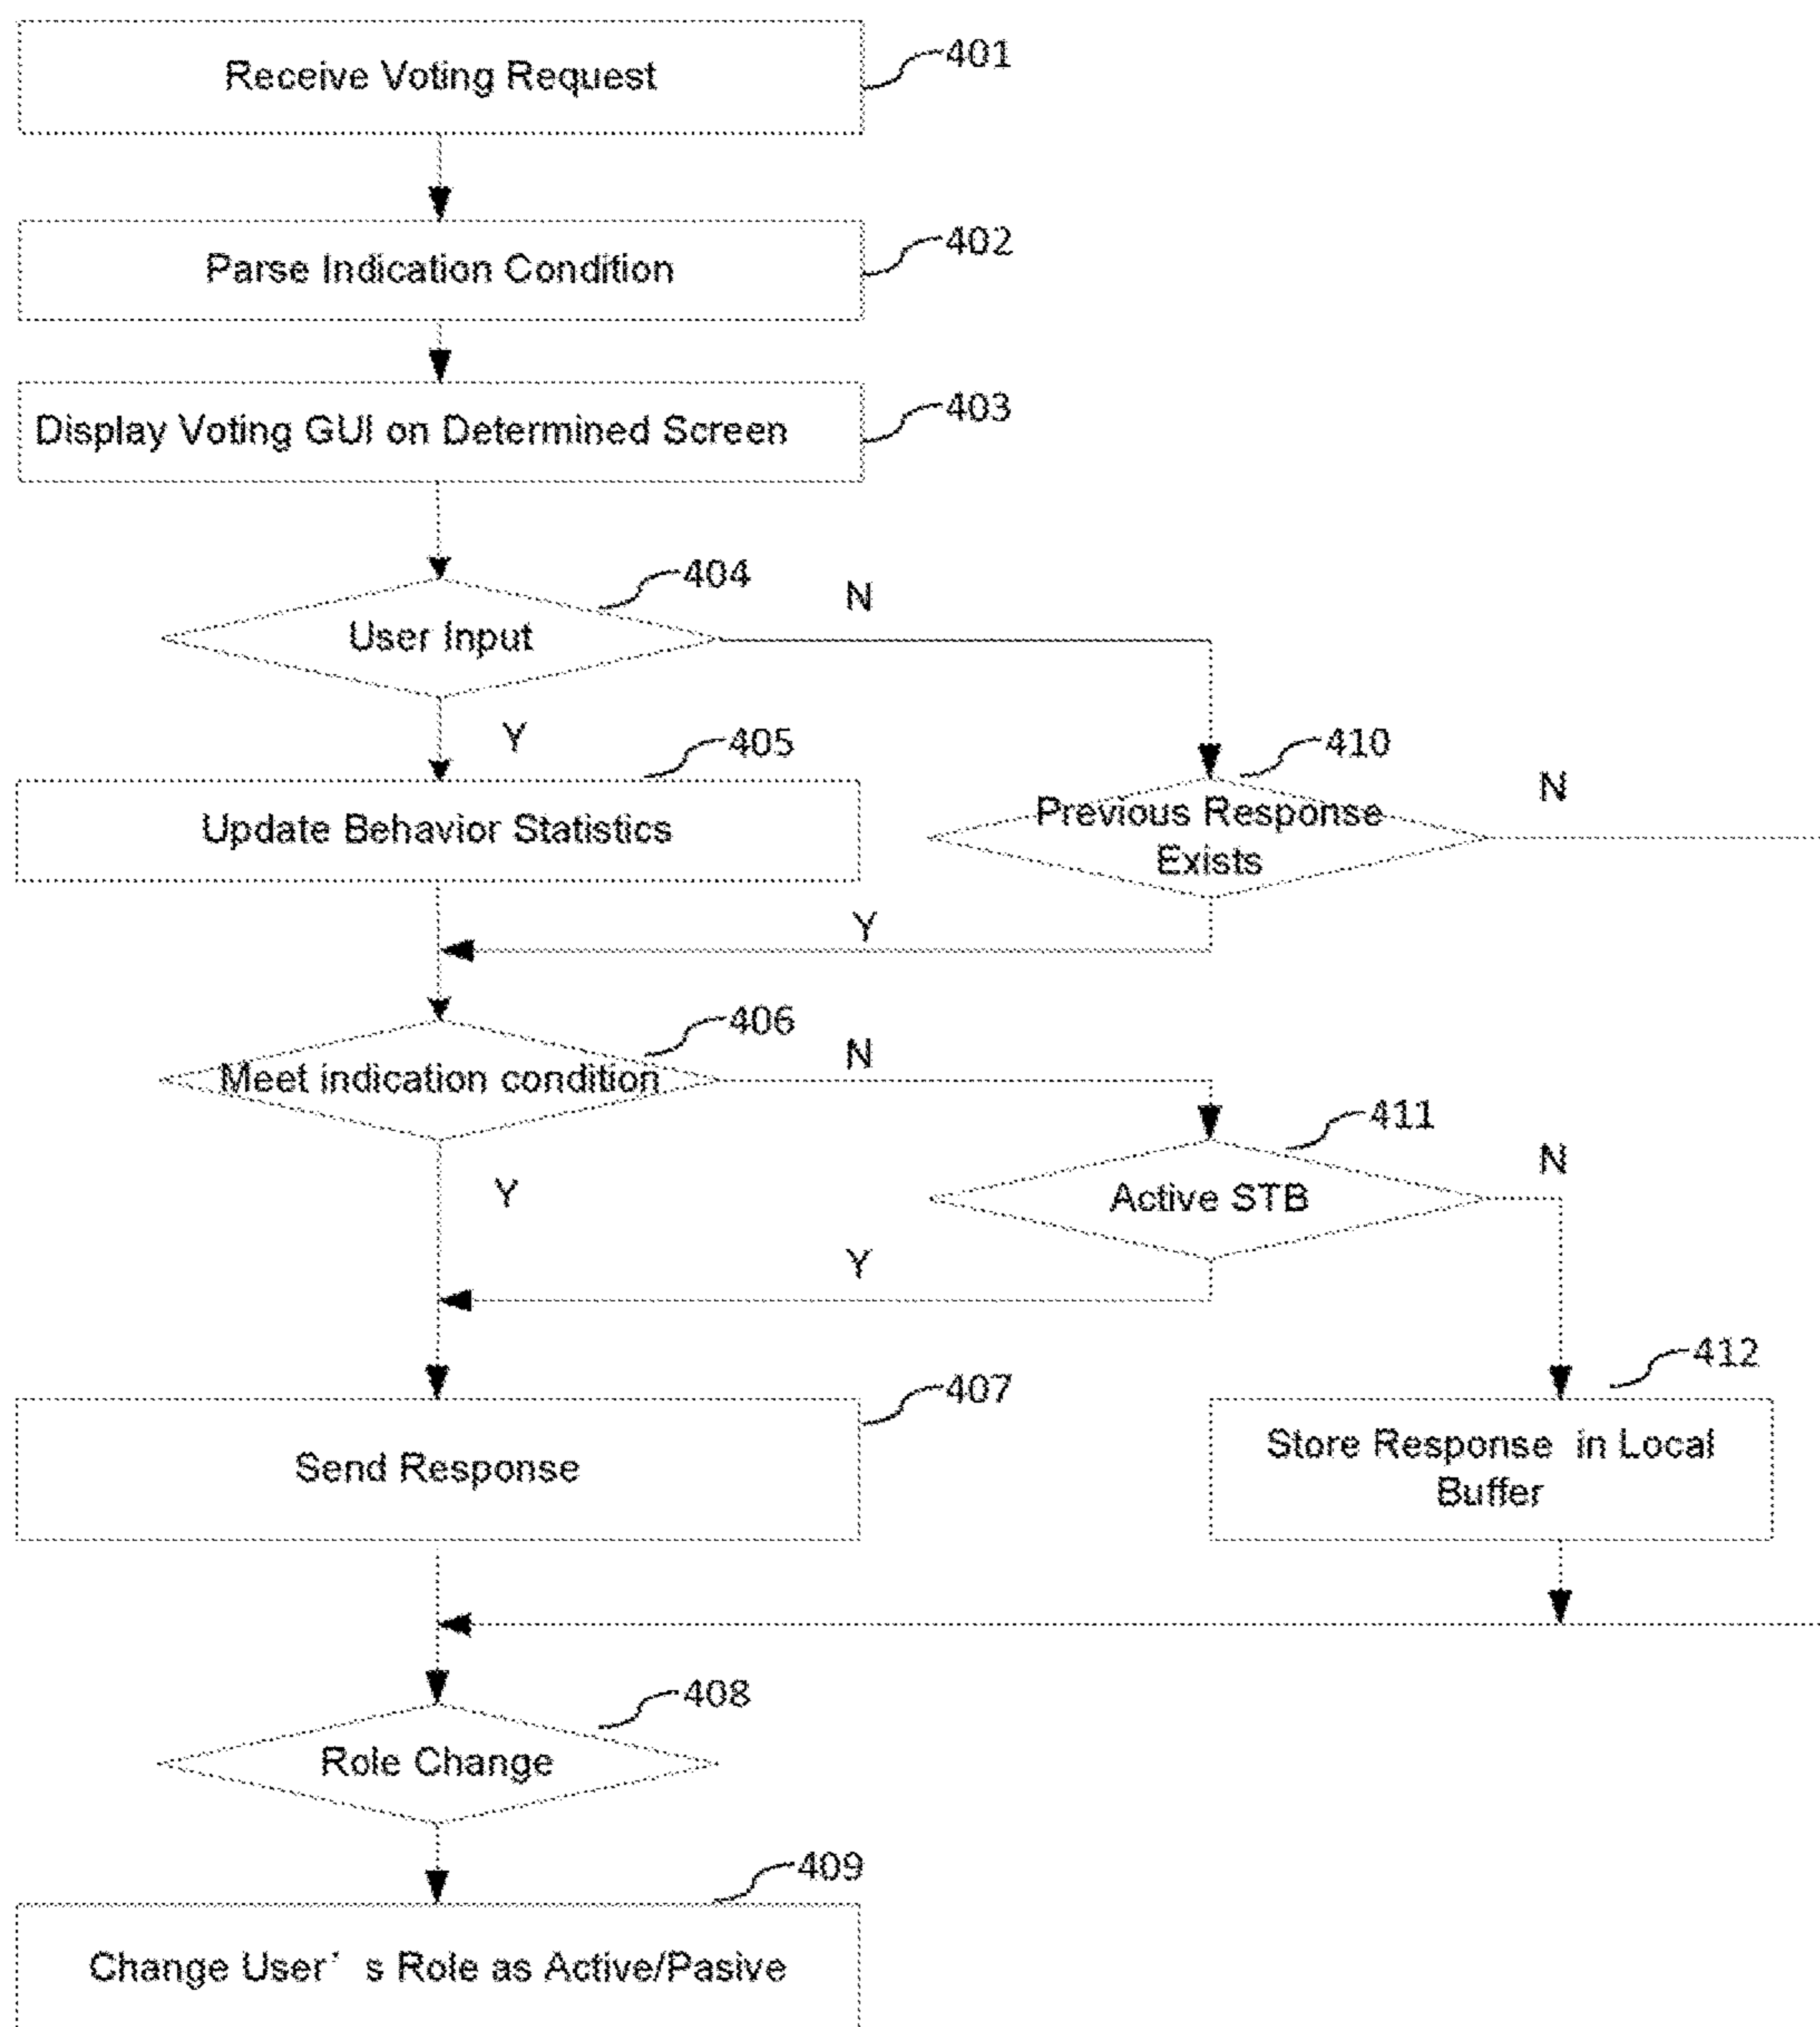 Receive Voting Request
401
Parse Indication Condition
402
Display Voting GUI on Determined Screen
403
404
User Input
N
Y
405
Update Behavior Statistics
410
Previous Response
Exists
N
Y
406
Meet indication condition
N
411
Active STB
N
Y
Y
407
Send Response
412
Store Response in Local
Buffer
408
Role Change
409
Change User' s Role as Active/Pasive